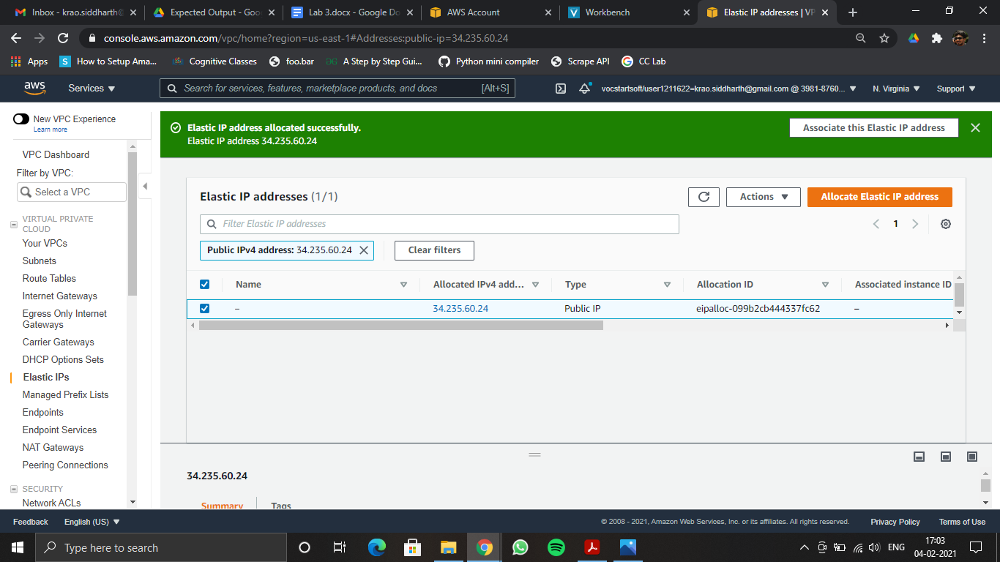 Inbox - krao.siddharth@
Expected Output - Goo
Lab 3.docx - Google Do
AWS Account
Workbench
Elastic IP addresses | VP
console.aws.amazon.com/vpc/home?region=us-east-1#Addresses:public-ip=34.235.60.24
Apps
How to Setup Ama...
Cognitive Classes
foo.bar
A Step by Step Gui...
Python mini compiler
Scrape API
CC Lab
aws
Services
Search for services, features, marketplace products, and docs [Alt+S]
vocstartsoft/user1211622=krao.siddharth@gmail.com @ 3981-8760...
N. Virginia
Support
New VPC Experience
Learn more
VPC Dashboard
Filter by VPC:
Select a VPC
VIRTUAL PRIVATE
CLOUD
Your VPCs
Subnets
Route Tables
Internet Gateways
Egress Only Internet
Gateways
Carrier Gateways
DHCP Options Sets
Elastic IPs
Managed Prefix Lists
Endpoints
Endpoint Services
NAT Gateways
Peering Connections
SECURITY
Network ACLs
Elastic IP address allocated successfully.
Elastic IP address 34.235.60.24
Associate this Elastic IP address
Elastic IP addresses (1/1)
Actions
Allocate Elastic IP address
Filter Elastic IP addresses
1
Public IPv4 address: 34.235.60.24
Clear filters
Name
Allocated IPv4 add...
Type
Allocation ID
Associated instance ID
–
34.235.60.24
Public IP
eipalloc-099b2cb444337fc62
–
34.235.60.24
Summary
Tags
Feedback
English (US)
© 2008 - 2021, Amazon Web Services, Inc. or its affiliates. All rights reserved.
Privacy Policy
Terms of Use
Type here to search
ENG
17:03
04-02-2021